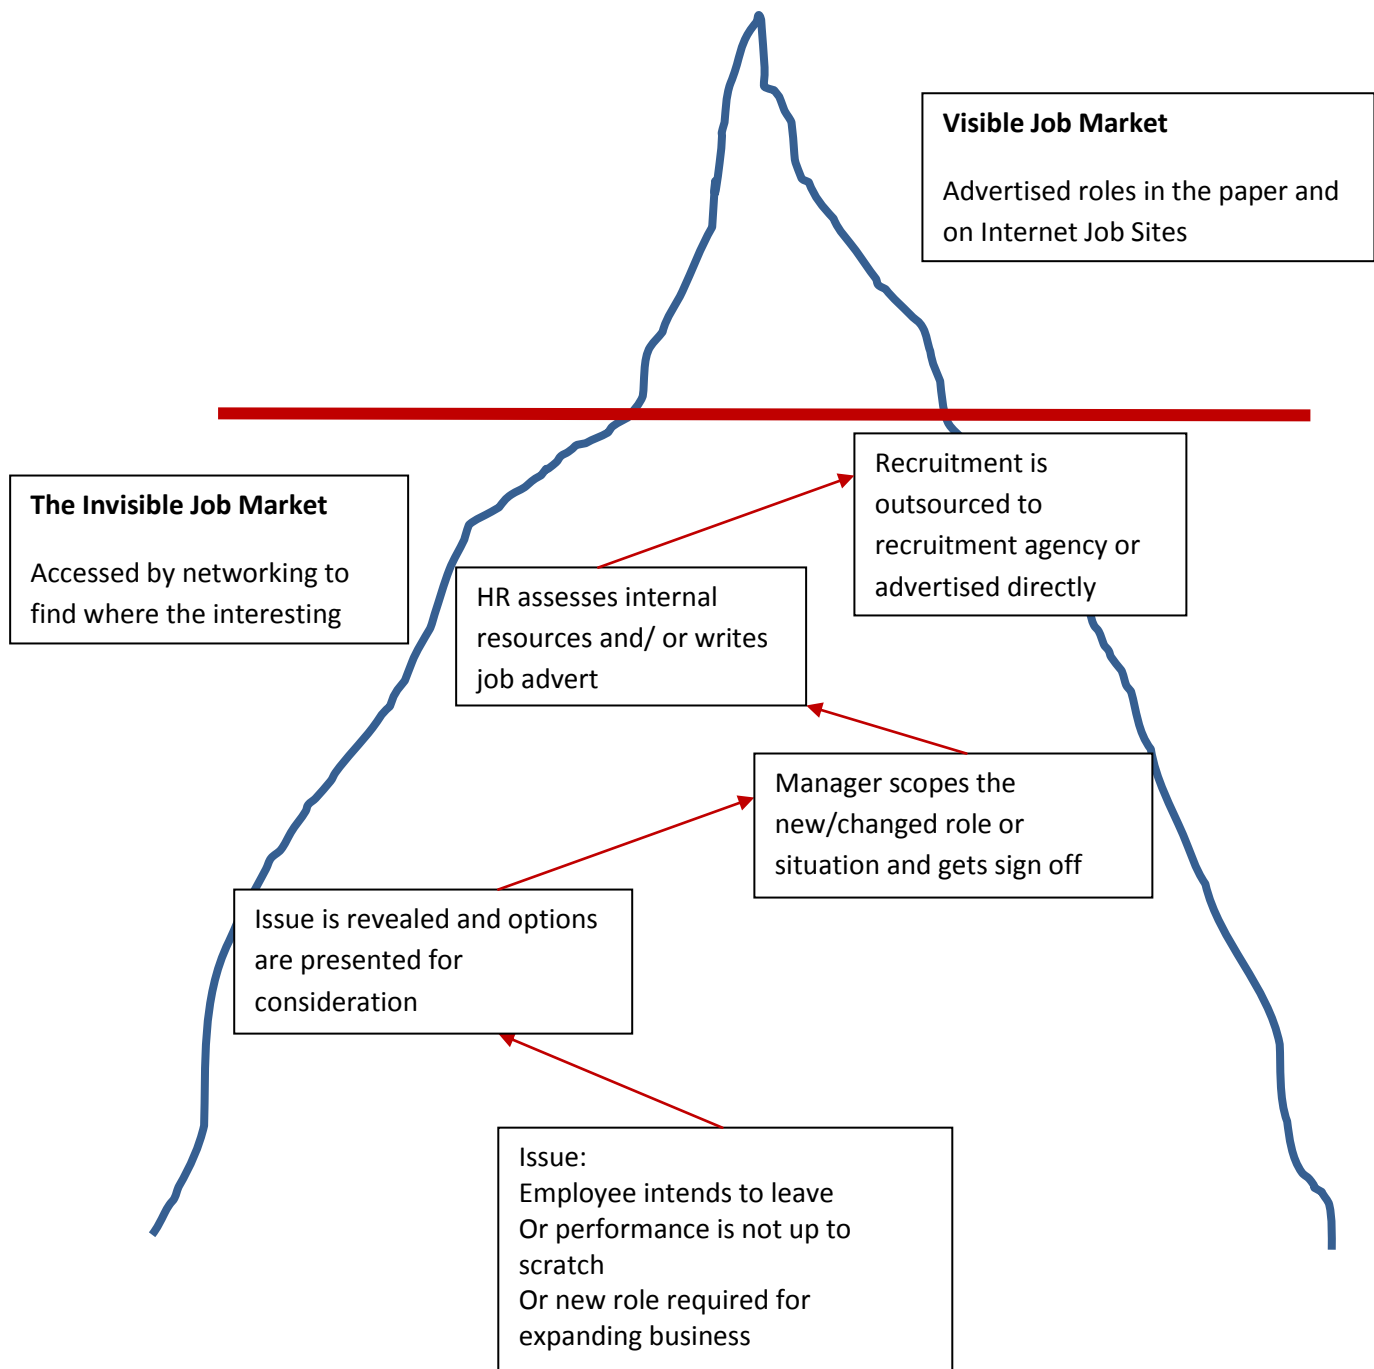 Visible Job Market
Advertised roles in the paper and
on Internet Job Sites
The Invisible Job Market
Accessed by networking to
find where the interesting
Recruitment is
outsourced to
recruitment agency or
advertised directly
HR assesses internal
resources and/ or writes
job advert
Manager scopes the
new/changed role or
situation and gets sign off
Issue is revealed and options
are presented for
consideration
Issue:
Employee intends to leave
Or performance is not up to
scratch
Or new role required for
expanding business